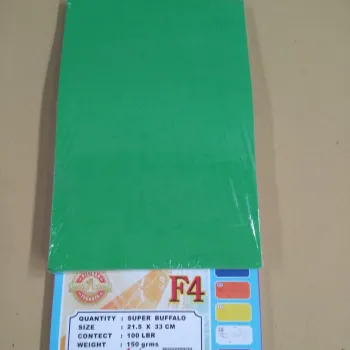 F4
QUANTITY : SUPER BUFFALO
SIZE : 21.5 X 33 CM
CONTECT : 100 LBR
WEIGHT : 150 grms